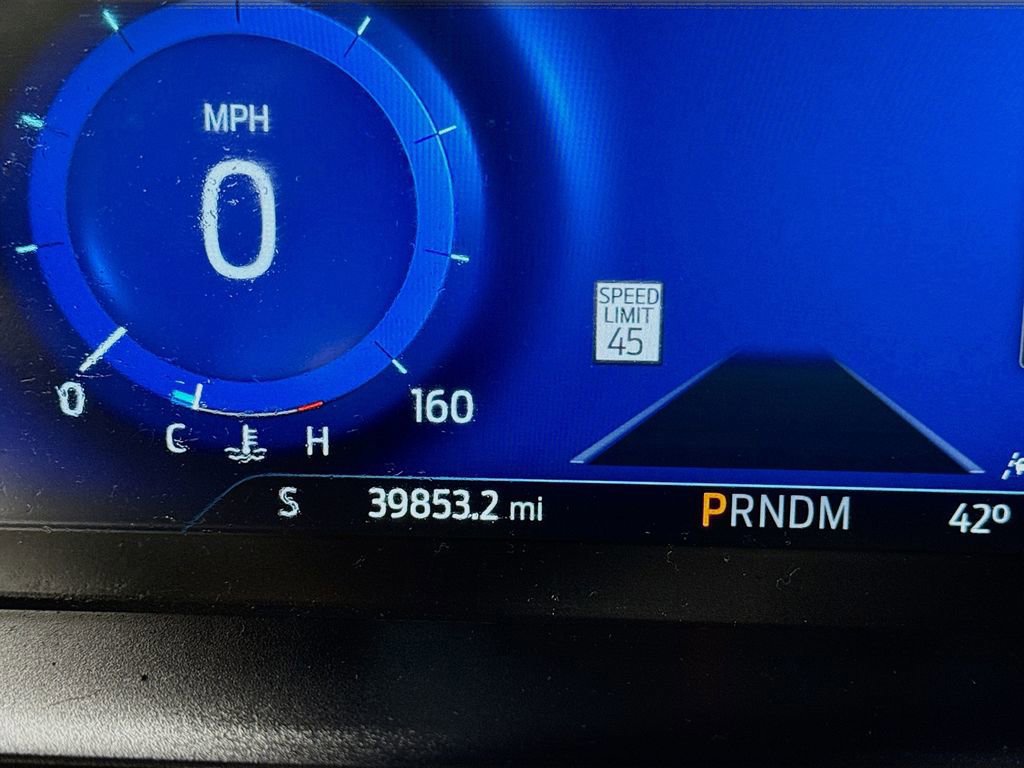 MPH
0
SPEED
LIMIT
45
0
160
C H
S 39853.2 mi PRNDM 42°